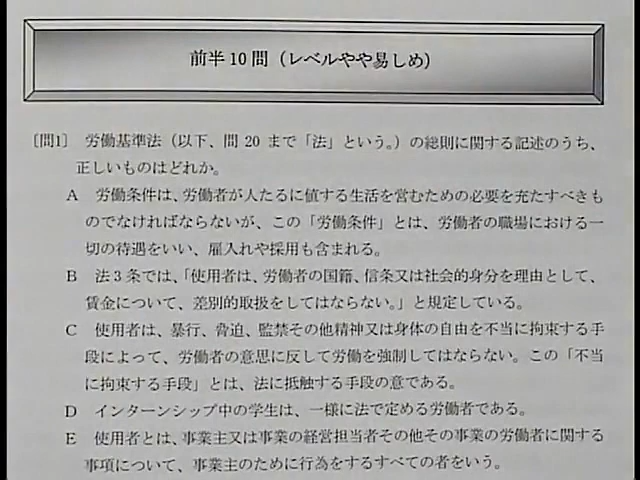 前半10問（レベルやや易しめ）
［問1］ 労働基準法（以下、問 20 まで「法」という。）の総則に関する記述のうち、
正しいものはどれか。
A 労働条件は、労働者が人たるに値する生活を営むための必要を充たすべきも
のでなければならないが、この「労働条件」とは、労働者の職場における一
切の待遇をいい、雇入れや採用も含まれる。
B 法3条では、「使用者は、労働者の国籍、信条又は社会的身分を理由として、
賃金について、差別的取扱をしてはならない。」と規定している。
C 使用者は、暴行、脅迫、監禁その他精神又は身体の自由を不当に拘束する手
段によって、労働者の意思に反して労働を強制してはならない。この「不当
に拘束する手段」とは、法に抵触する手段の意である。
D インターンシップ中の学生は、一様に法で定める労働者である。
E 使用者とは、事業主又は事業の経営担当者その他その事業の労働者に関する
事項について、事業主のために行為をするすべての者をいう。